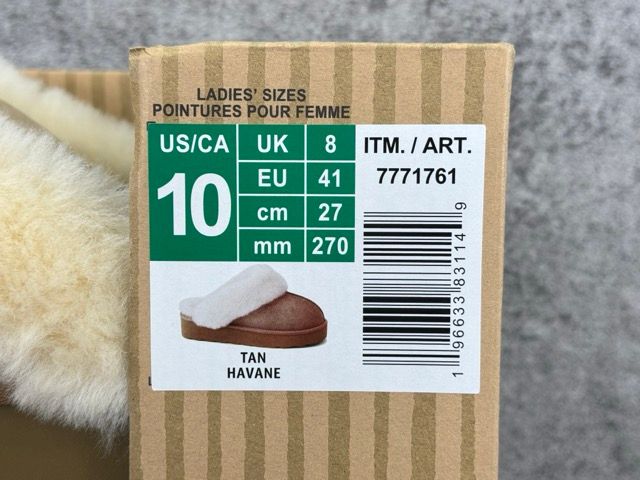 LADIES' SIZES
POINTURES POUR FEMME
US/CA
10
UK 8
EU 41
cm 27
mm 270
ITM. / ART.
7771761
1 96633 83114 9
TAN
HAVANE